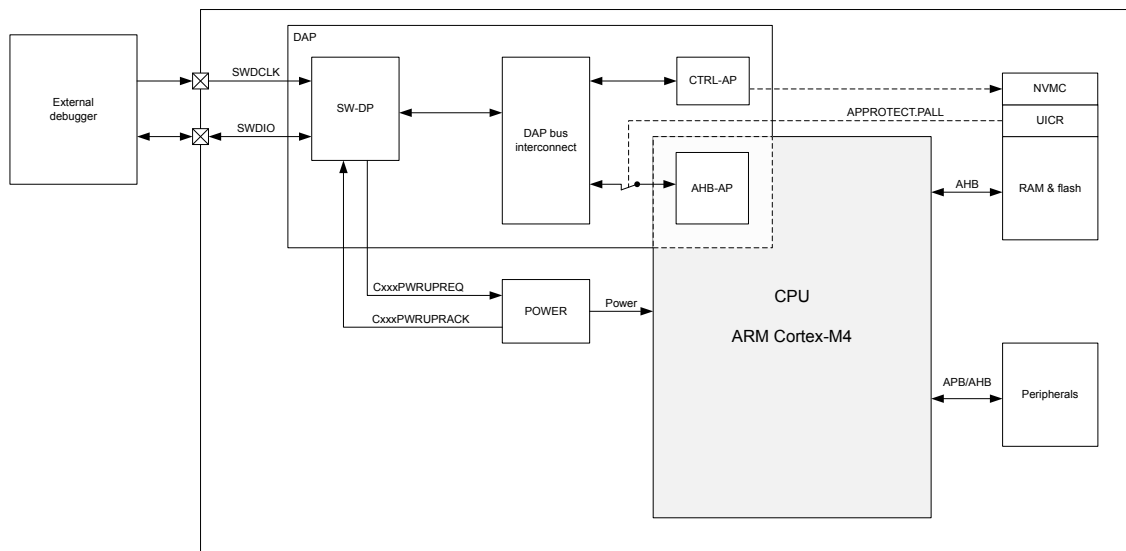 DAP
External
debugger
SWDCLK
SWDIO
SW-DP
DAP bus
interconnect
CTRL-AP
AHB-AP
APPROTECT.PALL
NVMC
UICR
RAM & flash
AHB
CxxxPWRUPREQ
CxxxPWRUPRACK
POWER
Power
CPU
ARM Cortex-M4
APB/AHB
Peripherals